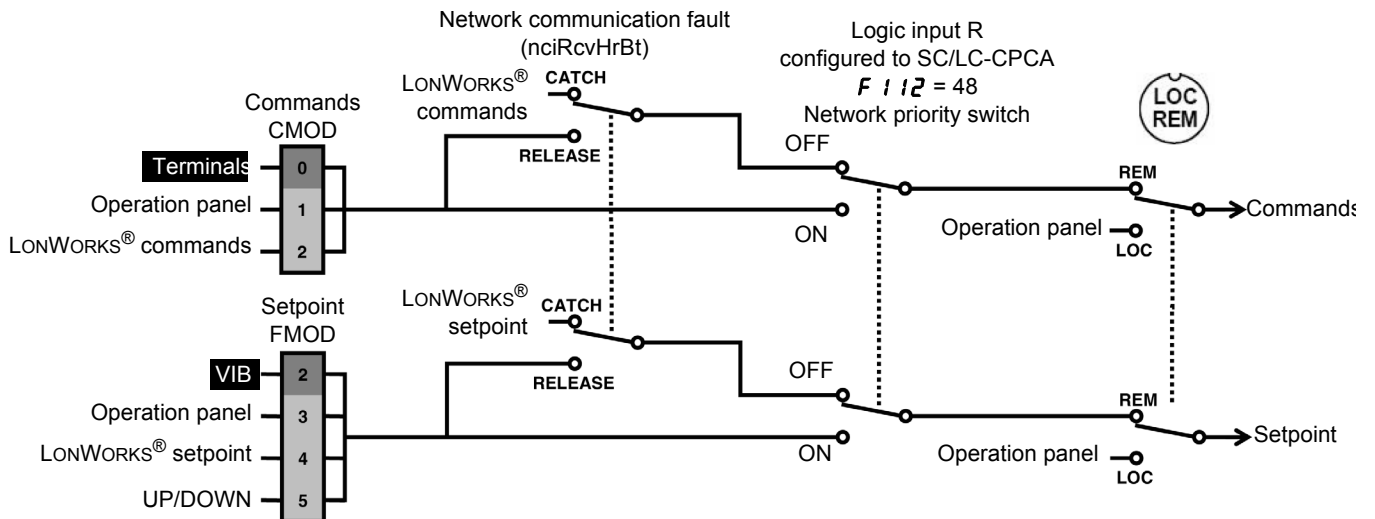 Network communication fault
(nciRcvHrBt)
Logic input R
configured to SC/LC-CPCA
F 112 = 48
Network priority switch
LOC
REM
Commands
CMOD
LONWORKS® commands
CATCH
RELEASE
OFF
ON
REM
Operation panel
LOC
Commands
Terminals
0
Operation panel
1
LONWORKS® commands
2
Setpoint
FMOD
LONWORKS® setpoint
CATCH
RELEASE
OFF
ON
REM
Operation panel
LOC
Setpoint
VIB
2
Operation panel
3
LONWORKS® setpoint
4
UP/DOWN
5